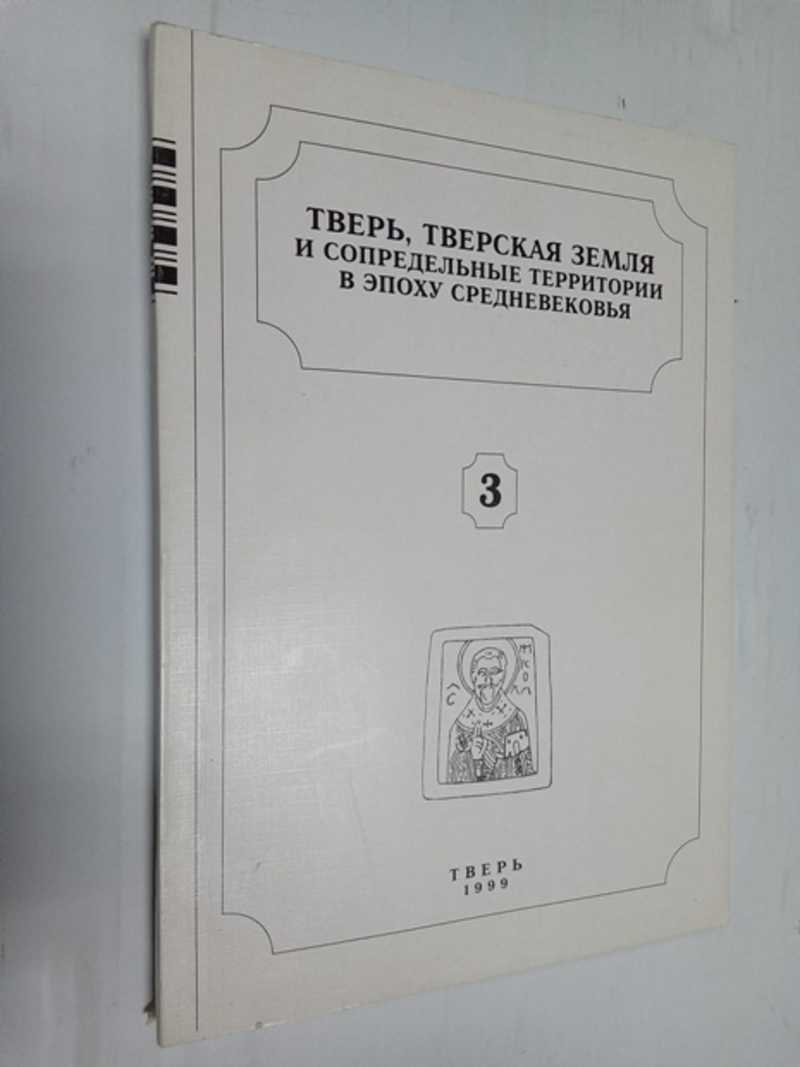 ТВЕРЬ, ТВЕРСКАЯ ЗЕМЛЯ
И СОПРЕДЕЛЬНЫЕ ТЕРРИТОРИИ
В ЭПОХУ СРЕДНЕВЕКОВЬЯ
3
ТВЕРЬ
1999